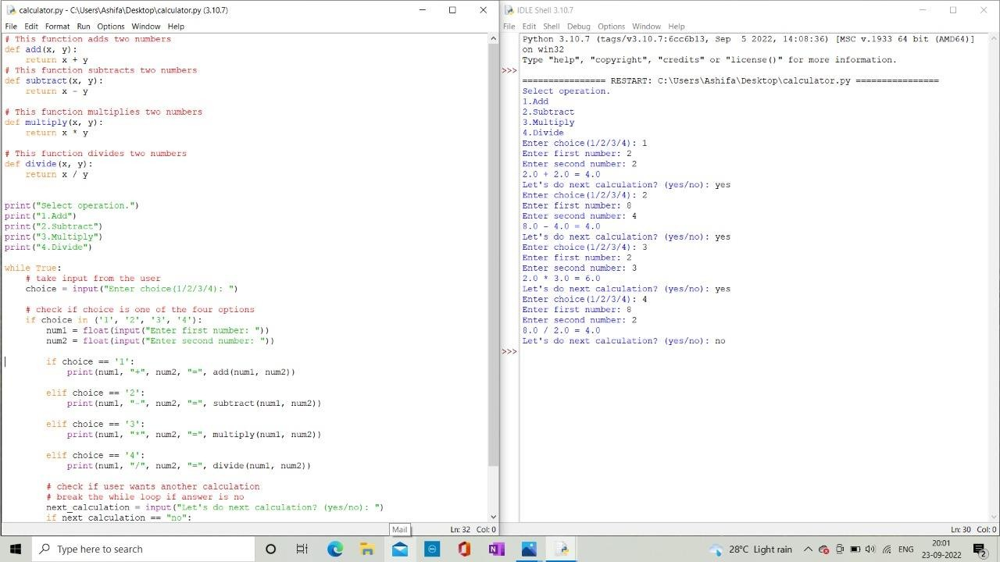 calculator.py - C:\Users\Ashifa\Desktop\calculator.py (3.10.7)
File Edit Format Run Options Window Help
# This function adds two numbers
def add(x, y):
    return x + y
# This function subtracts two numbers
def subtract(x, y):
    return x - y

# This function multiplies two numbers
def multiply(x, y):
    return x * y

# This function divides two numbers
def divide(x, y):
    return x / y


print("Select operation.")
print("1.Add")
print("2.Subtract")
print("3.Multiply")
print("4.Divide")

while True:
    # take input from the user
    choice = input("Enter choice(1/2/3/4): ")

    # check if choice is one of the four options
    if choice in ('1', '2', '3', '4'):
        num1 = float(input("Enter first number: "))
        num2 = float(input("Enter second number: "))

        if choice == '1':
            print(num1, "+", num2, "=", add(num1, num2))

        elif choice == '2':
            print(num1, "-", num2, "=", subtract(num1, num2))

        elif choice == '3':
            print(num1, "*", num2, "=", multiply(num1, num2))

        elif choice == '4':
            print(num1, "/", num2, "=", divide(num1, num2))

        # check if user wants another calculation
        # break the while loop if answer is no
        next_calculation = input("Let's do next calculation? (yes/no): ")
        if next_calculation == "no":
Ln: 32 Col: 0
IDLE Shell 3.10.7
File Edit Shell Debug Options Window Help
Python 3.10.7 (tags/v3.10.7:6cc6b13, Sep  5 2022, 14:08:36) [MSC v.1933 64 bit (AMD64)]
on win32
Type "help", "copyright", "credits" or "license()" for more information.
>>>
================ RESTART: C:\Users\Ashifa\Desktop\calculator.py ================
Select operation.
1.Add
2.Subtract
3.Multiply
4.Divide
Enter choice(1/2/3/4): 1
Enter first number: 2
Enter second number: 2
2.0 + 2.0 = 4.0
Let's do next calculation? (yes/no): yes
Enter choice(1/2/3/4): 2
Enter first number: 8
Enter second number: 4
8.0 - 4.0 = 4.0
Let's do next calculation? (yes/no): yes
Enter choice(1/2/3/4): 3
Enter first number: 2
Enter second number: 3
2.0 * 3.0 = 6.0
Let's do next calculation? (yes/no): yes
Enter choice(1/2/3/4): 4
Enter first number: 8
Enter second number: 2
8.0 / 2.0 = 4.0
Let's do next calculation? (yes/no): no
>>>
Ln: 30 Col: 0
Mail
Type here to search
28°C Light rain
ENG
20:01
23-09-2022
2